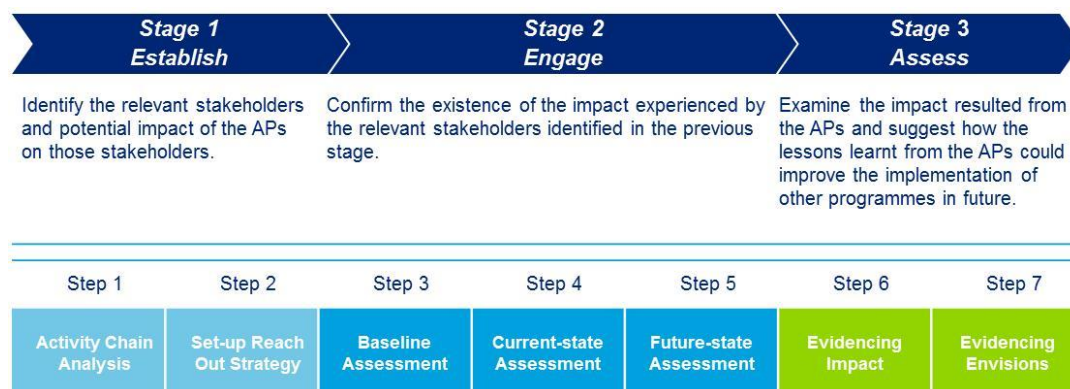 Stage 1
Establish
Stage 2
Engage
Stage 3
Assess
Identify the relevant stakeholders
and potential impact of the APs
on those stakeholders.
Confirm the existence of the impact experienced by
the relevant stakeholders identified in the previous
stage.
Examine the impact resulted from
the APs and suggest how the
lessons learnt from the APs could
improve the implementation of
other programmes in future.
Step 1
Step 2
Step 3
Step 4
Step 5
Step 6
Step 7
Activity Chain
Analysis
Set-up Reach
Out Strategy
Baseline
Assessment
Current-state
Assessment
Future-state
Assessment
Evidencing
Impact
Evidencing
Envisions